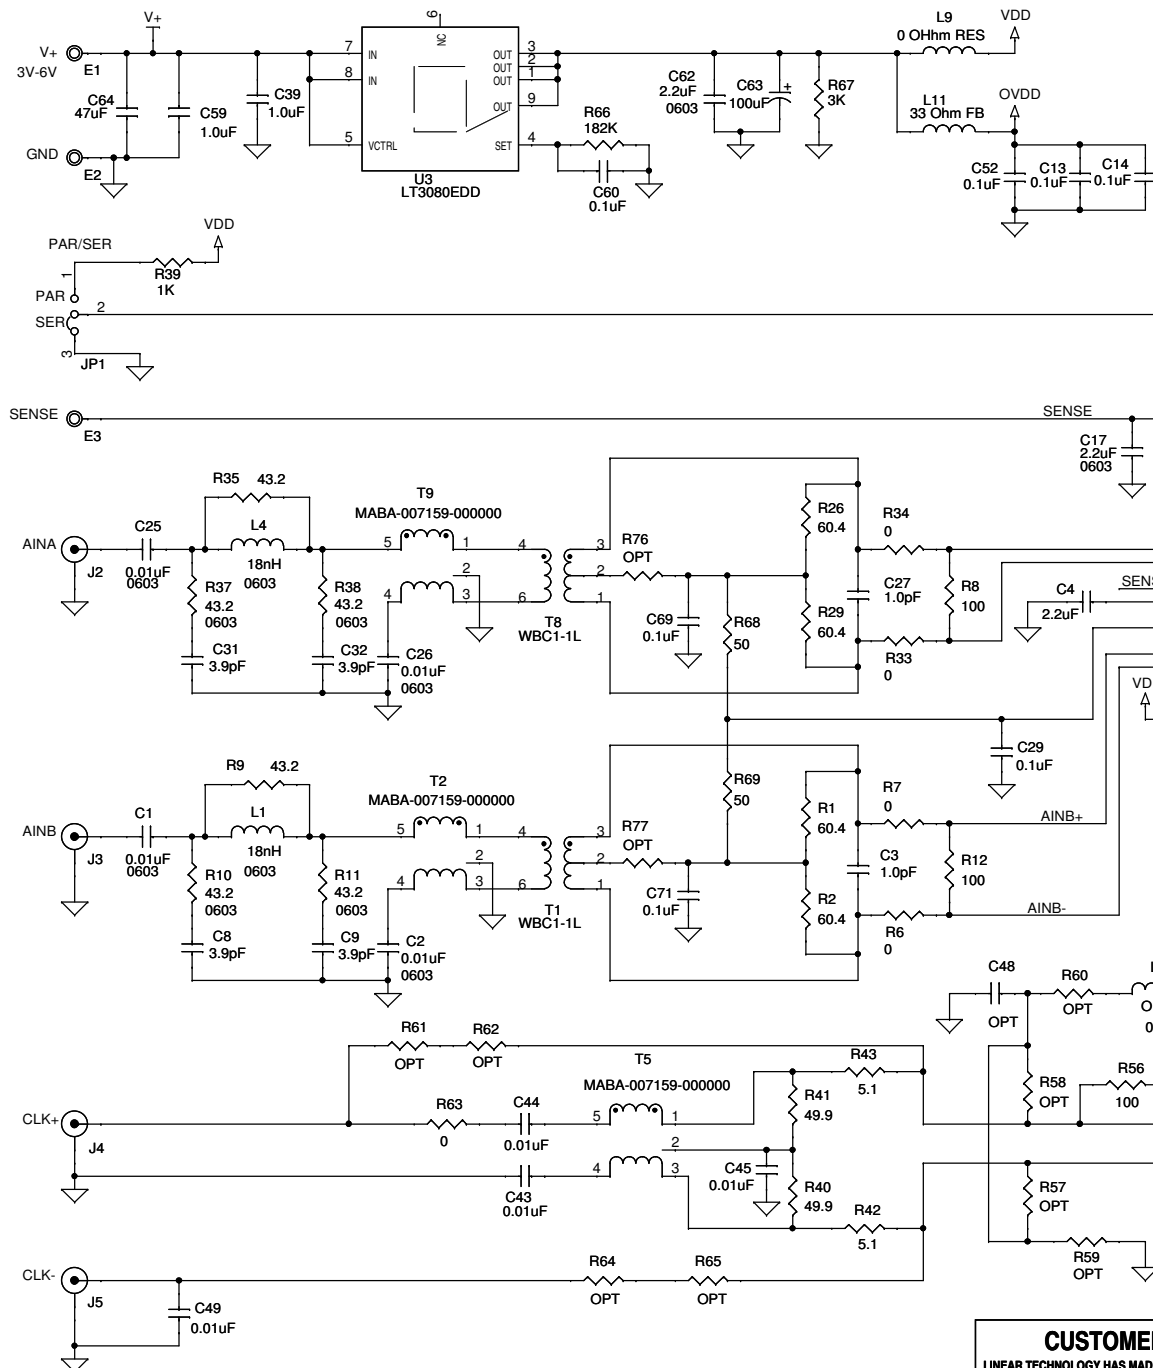 V+
3V-6V
E1
V+
C64
47uF
C59
1.0uF
C39
1.0uF
GND
E2
6
NC
7
IN
8
IN
5
VCTRL
OUT
3
OUT
2
OUT
1
OUT
9
SET
4
U3
LT3080EDD
R66
182K
C60
0.1uF
C62
2.2uF
0603
C63
100uF
+
R67
3K
L9
0 OHhm RES
VDD
L11
33 Ohm FB
OVDD
C52
0.1uF
C13
0.1uF
C14
0.1uF
PAR/SER
VDD
R39
1K
1
PAR
2
SER
3
JP1
SENSE
E3
SENSE
C17
2.2uF
0603
AINA
J2
C25
0.01uF
0603
R35
43.2
L4
18nH
0603
R37
43.2
0603
C31
3.9pF
R38
43.2
0603
C32
3.9pF
C26
0.01uF
0603
T9
MABA-007159-000000
5
1
2
4
3
4
6
T8
WBC1-1L
3
2
1
R76
OPT
C69
0.1uF
R68
50
R26
60.4
R29
60.4
R34
0
C27
1.0pF
R33
0
R8
100
C4
2.2uF
C29
0.1uF
AINB
J3
C1
0.01uF
0603
R9
43.2
L1
18nH
0603
R10
43.2
0603
C8
3.9pF
R11
43.2
0603
C9
3.9pF
C2
0.01uF
0603
T2
MABA-007159-000000
5
1
2
4
3
4
6
T1
WBC1-1L
3
2
1
R77
OPT
C71
0.1uF
R69
50
R1
60.4
R2
60.4
R7
0
C3
1.0pF
R6
0
R12
100
AINB+
AINB-
C48
OPT
R60
OPT
R58
OPT
R56
100
R57
OPT
R59
OPT
CLK+
J4
R61
OPT
R62
OPT
R63
0
C44
0.01uF
C43
0.01uF
T5
MABA-007159-000000
5
1
2
4
3
C45
0.01uF
R41
49.9
R40
49.9
R43
5.1
R42
5.1
CLK-
J5
C49
0.01uF
R64
OPT
R65
OPT
CUSTOME
LINEAR TECHNOLOGY HAS MAD